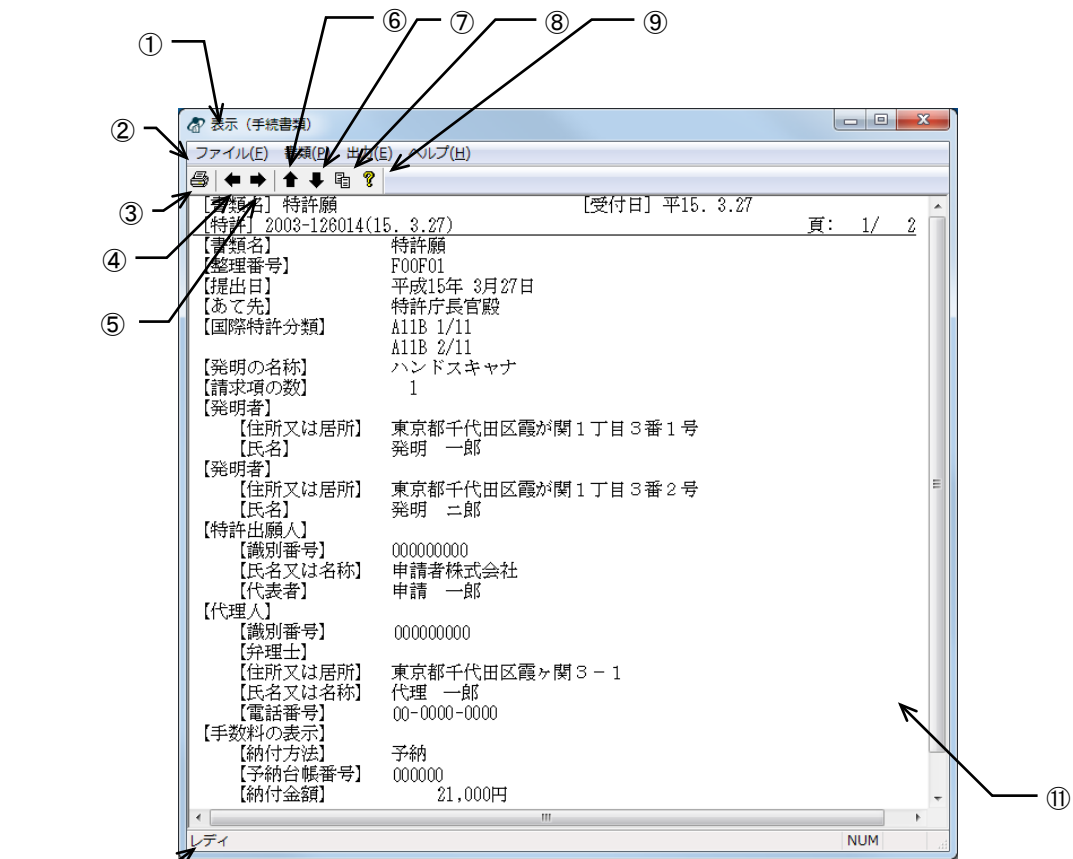 ⑥ ⑦ ⑧ ⑨
①
②
表示（手続書類）
ファイル(F) 書類(P) 出力(E) ヘルプ(H)
③
[書類名] 特許願 [受付日] 平15. 3.27
[特許] 2003-126014(15. 3.27) 頁: 1/ 2
④
【書類名】 特許願
【整理番号】 F00F01
【提出日】 平成15年 3月27日
【あて先】 特許庁長官殿
⑤
【国際特許分類】 A11B 1/11
A11B 2/11
【発明の名称】 ハンドスキャナ
【請求項の数】 1
【発明者】
【住所又は居所】 東京都千代田区霞が関１丁目３番１号
【氏名】 発明 一郎
【発明者】
【住所又は居所】 東京都千代田区霞が関１丁目３番２号
【氏名】 発明 二郎
【特許出願人】
【識別番号】 000000000
【氏名又は名称】 申請者株式会社
【代表者】 申請 一郎
【代理人】
【識別番号】 000000000
【弁理士】
【住所又は居所】 東京都千代田区霞ヶ関３－１
【氏名又は名称】 代理 一郎
【電話番号】 00-0000-0000
【手数料の表示】
【納付方法】 予納
【予納台帳番号】 000000
【納付金額】 21,000円
⑪
レディ NUM